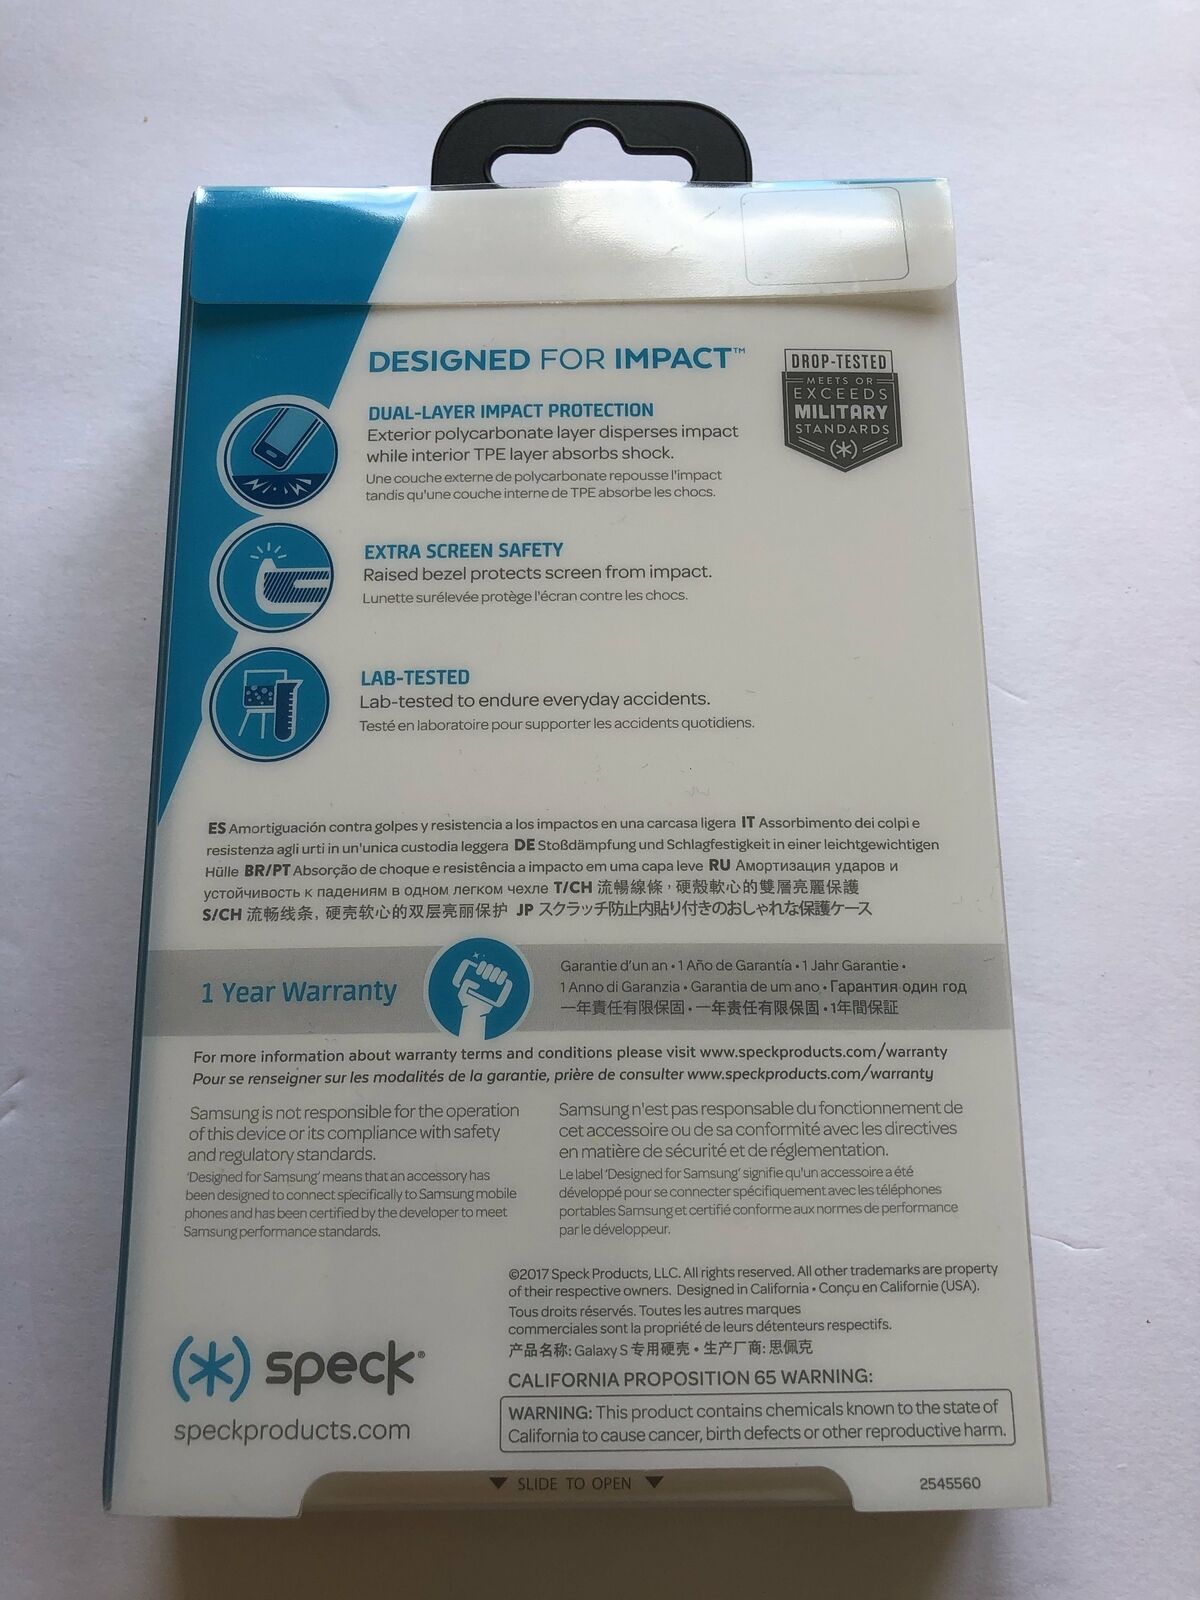 DESIGNED FOR IMPACT™
DROP-TESTED
MEETS OR
EXCEEDS
MILITARY
STANDARDS
DUAL-LAYER IMPACT PROTECTION
Exterior polycarbonate layer disperses impact
while interior TPE layer absorbs shock.
Une couche externe de polycarbonate repousse l'impact
tandis qu'une couche interne de TPE absorbe les chocs.
EXTRA SCREEN SAFETY
Raised bezel protects screen from impact.
Lunette surélevée protège l'écran contre les chocs.
LAB-TESTED
Lab-tested to endure everyday accidents.
Testé en laboratoire pour supporter les accidents quotidiens.
ES Amortiguación contra golpes y resistencia a los impactos en una carcasa ligera IT Assorbimento dei colpi e
resistenza agli urti in un'unica custodia leggera DE Stoßdämpfung und Schlagfestigkeit in einer leichtgewichtigen
Hülle BR/PT Absorção de choque e resistência a impacto em uma capa leve RU Амортизация ударов и
устойчивость к падениям в одном легком чехле T/CH 流暢線條，硬殼軟心的雙層亮麗保護
S/CH 流畅线条, 硬壳软心的双层亮丽保护 JP スクラッチ防止内貼り付きのおしゃれな保護ケース
1 Year Warranty
Garantie d'un an • 1 Año de Garantía • 1 Jahr Garantie •
1 Anno di Garanzia • Garantia de um ano • Гарантия один год
一年責任有限保固 • 一年责任有限保固 • 1年間保証
For more information about warranty terms and conditions please visit www.speckproducts.com/warranty
Pour se renseigner sur les modalités de la garantie, prière de consulter www.speckproducts.com/warranty
Samsung is not responsible for the operation
of this device or its compliance with safety
and regulatory standards.
'Designed for Samsung' means that an accessory has
been designed to connect specifically to Samsung mobile
phones and has been certified by the developer to meet
Samsung performance standards.
Samsung n'est pas responsable du fonctionnement de
cet accessoire ou de sa conformité avec les directives
en matière de sécurité et de réglementation.
Le label 'Designed for Samsung' signifie qu'un accessoire a été
développé pour se connecter spécifiquement avec les téléphones
portables Samsung et certifié conforme aux normes de performance
par le développeur.
©2017 Speck Products, LLC. All rights reserved. All other trademarks are property
of their respective owners. Designed in California • Conçu en Californie (USA).
Tous droits réservés. Toutes les autres marques
commerciales sont la propriété de leurs détenteurs respectifs.
产品名称: Galaxy S 专用硬壳 • 生产厂商: 思佩克
CALIFORNIA PROPOSITION 65 WARNING:
WARNING: This product contains chemicals known to the state of
California to cause cancer, birth defects or other reproductive harm.
speck®
speckproducts.com
SLIDE TO OPEN
2545560